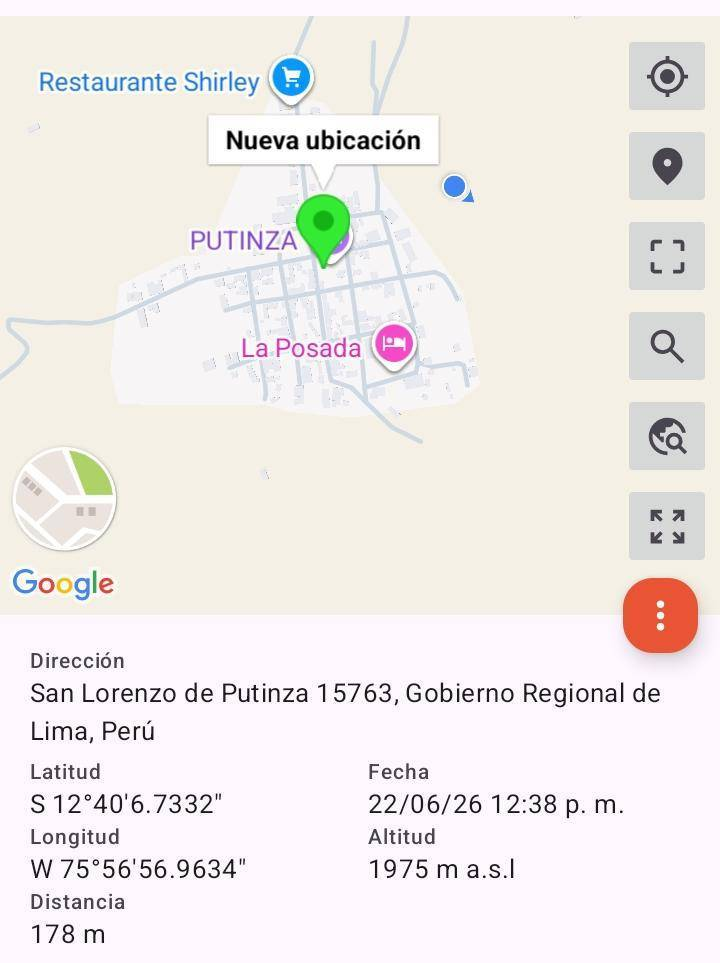 Restaurante Shirley
Nueva ubicación
PUTINZA
La Posada
Google
Dirección
San Lorenzo de Putinza 15763, Gobierno Regional de
Lima, Perú
Latitud
S 12°40'6.7332"
Fecha
22/06/26 12:38 p. m.
Longitud
W 75°56'56.9634"
Altitud
1975 m a.s.l
Distancia
178 m